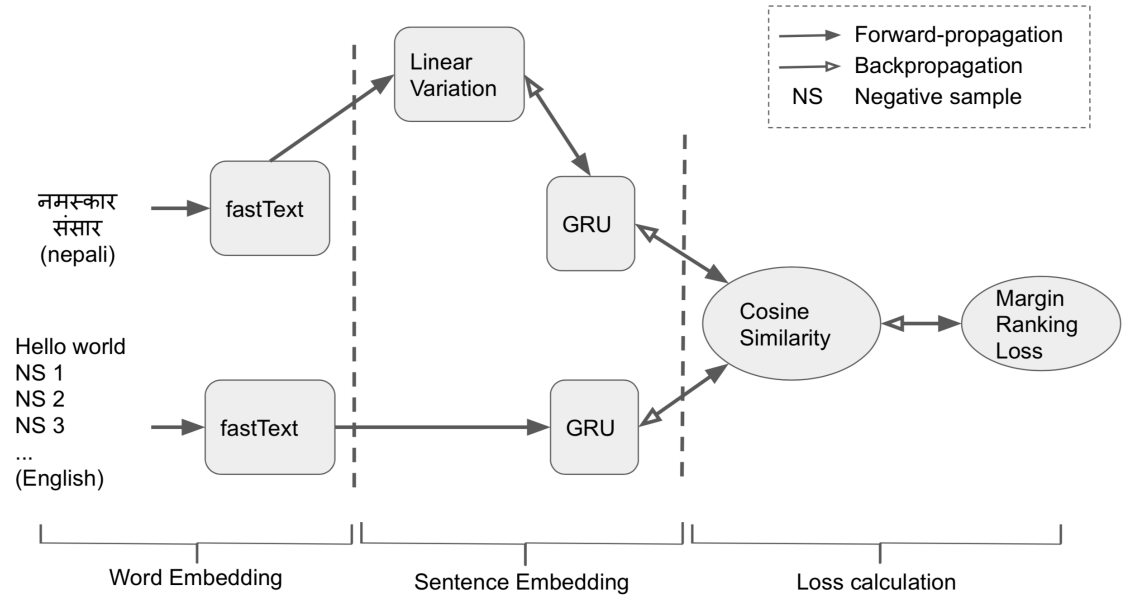 Forward-propagation
Backpropagation
NS Negative sample
Linear
Variation
fastText
नमस्कार
संसार
(nepali)
GRU
Cosine
Similarity
Margin
Ranking
Loss
Hello world
NS 1
NS 2
NS 3
...
(English)
fastText
GRU
Word Embedding
Sentence Embedding
Loss calculation